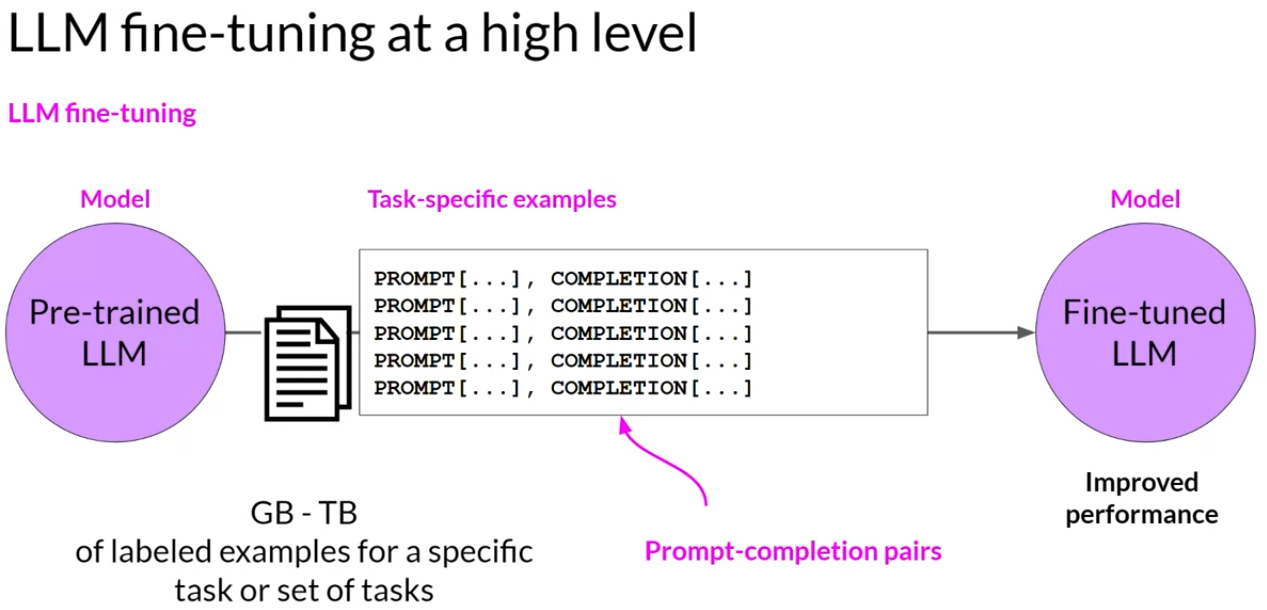 LLM fine-tuning at a high level
LLM fine-tuning
Model
Task-specific examples
Model
Pre-trained
LLM
PROMPT[...], COMPLETION[...]
PROMPT[...], COMPLETION[...]
PROMPT[...], COMPLETION[...]
PROMPT[...], COMPLETION[...]
PROMPT[...], COMPLETION[...]
Fine-tuned
LLM
GB - TB
of labeled examples for a specific
task or set of tasks
Prompt-completion pairs
Improved
performance